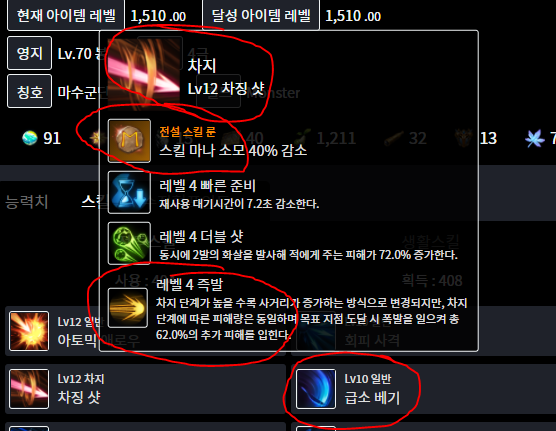 현재 아이템 레벨 1,510 .00 달성 아이템 레벨 1,510 .00
영지 Lv.70
칭호 마수군단
차지
Lv12 차징 샷
91 40 1,211 32 13 7
전설 스킬 룬
스킬 마나 소모 40% 감소
레벨 4 빠른 준비
재사용 대기시간이 7.2초 감소한다.
능력치
레벨 4 더블 샷
동시에 2발의 화살을 발사해 적에게 주는 피해가 72.0% 증가한다.
사용 : 획득 : 408
레벨 4 즉발
차지 단계가 높을 수록 사거리가 증가하는 방식으로 변경되지만, 차지
단계에 따른 피해량은 동일하며 목표 지점 도달 시 폭발을 일으켜 총
62.0%의 추가 피해를 입힌다.
Lv12 일반
아토믹 애로우 회피 사격
Lv12 차지 Lv10 일반
차징 샷 급소 베기